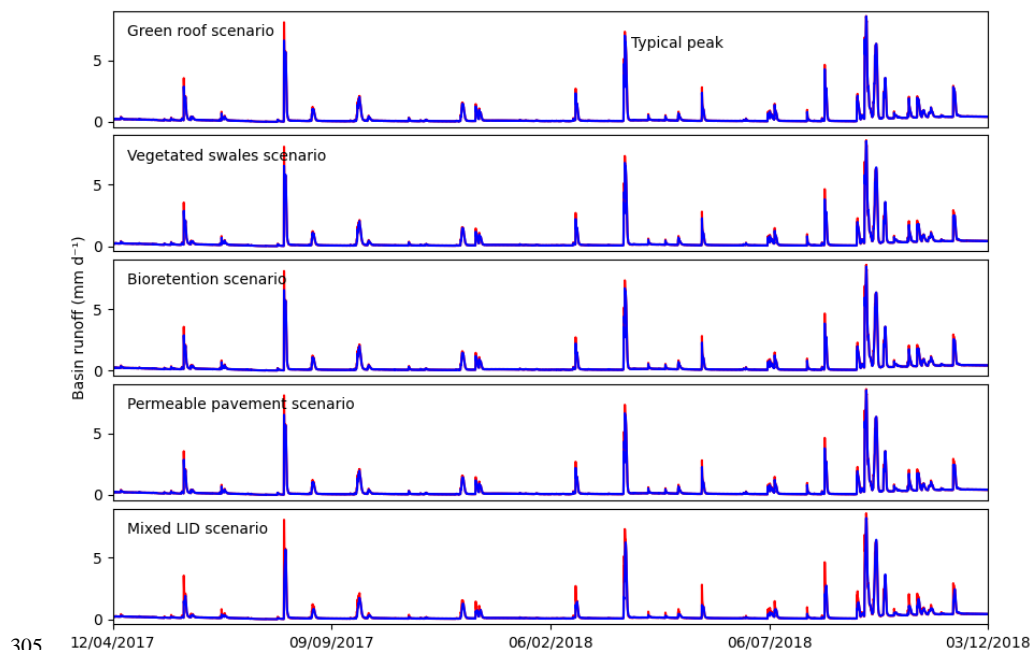 Green roof scenario
Typical peak
5
0
Vegetated swales scenario
5
0
Basin runoff (mm d⁻¹)
Bioretention scenario
5
0
Permeable pavement scenario
5
0
Mixed LID scenario
5
0
305
12/04/2017 09/09/2017 06/02/2018 06/07/2018 03/12/2018